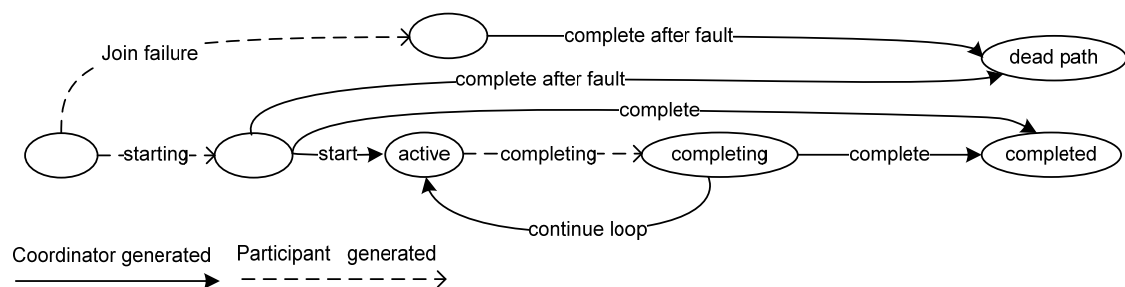 complete after fault
Join failure
dead path
complete after fault
complete
starting
start
active
completing
completing
complete
completed
continue loop
Coordinator generated
Participant generated